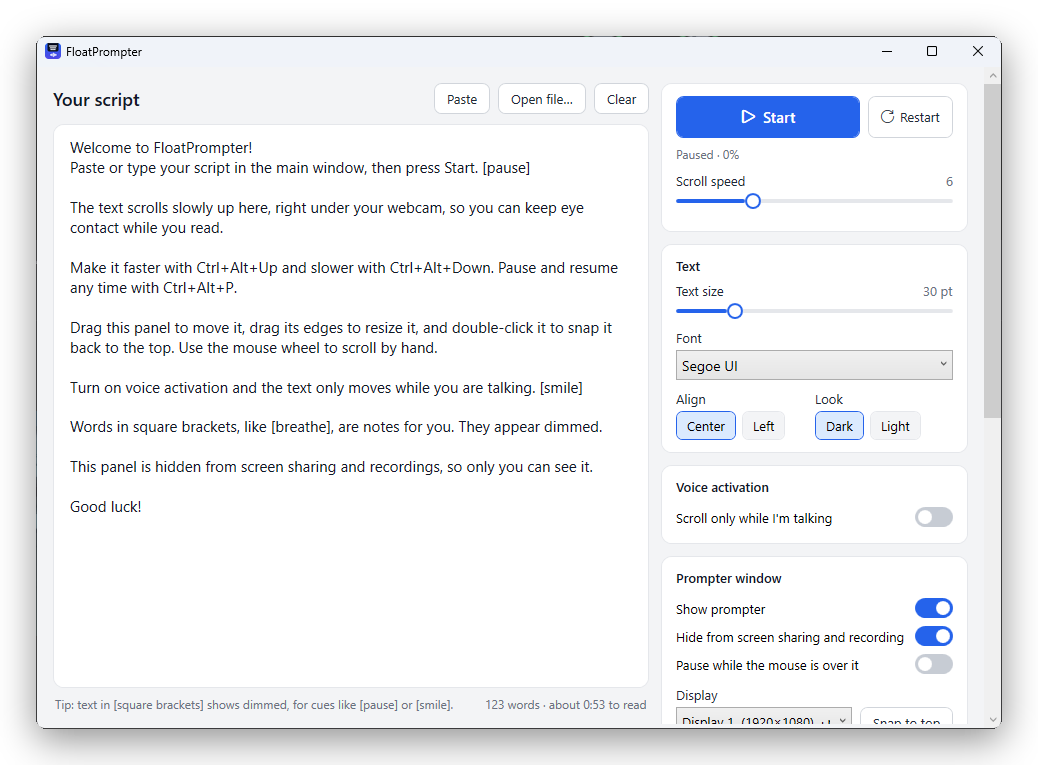 FloatPrompter
Your script
Paste
Open file...
Clear
Welcome to FloatPrompter!
Paste or type your script in the main window, then press Start. [pause]
The text scrolls slowly up here, right under your webcam, so you can keep eye
contact while you read.
Make it faster with Ctrl+Alt+Up and slower with Ctrl+Alt+Down. Pause and resume
any time with Ctrl+Alt+P.
Drag this panel to move it, drag its edges to resize it, and double-click it to snap it
back to the top. Use the mouse wheel to scroll by hand.
Turn on voice activation and the text only moves while you are talking. [smile]
Words in square brackets, like [breathe], are notes for you. They appear dimmed.
This panel is hidden from screen sharing and recordings, so only you can see it.
Good luck!
Tip: text in [square brackets] shows dimmed, for cues like [pause] or [smile].
123 words · about 0:53 to read
Start
Restart
Paused · 0%
Scroll speed
6
Text
Text size
30 pt
Font
Segoe UI
Align
Look
Center
Left
Dark
Light
Voice activation
Scroll only while I'm talking
Prompter window
Show prompter
Hide from screen sharing and recording
Pause while the mouse is over it
Display
Display 1 (1920×1080)
Snap to top